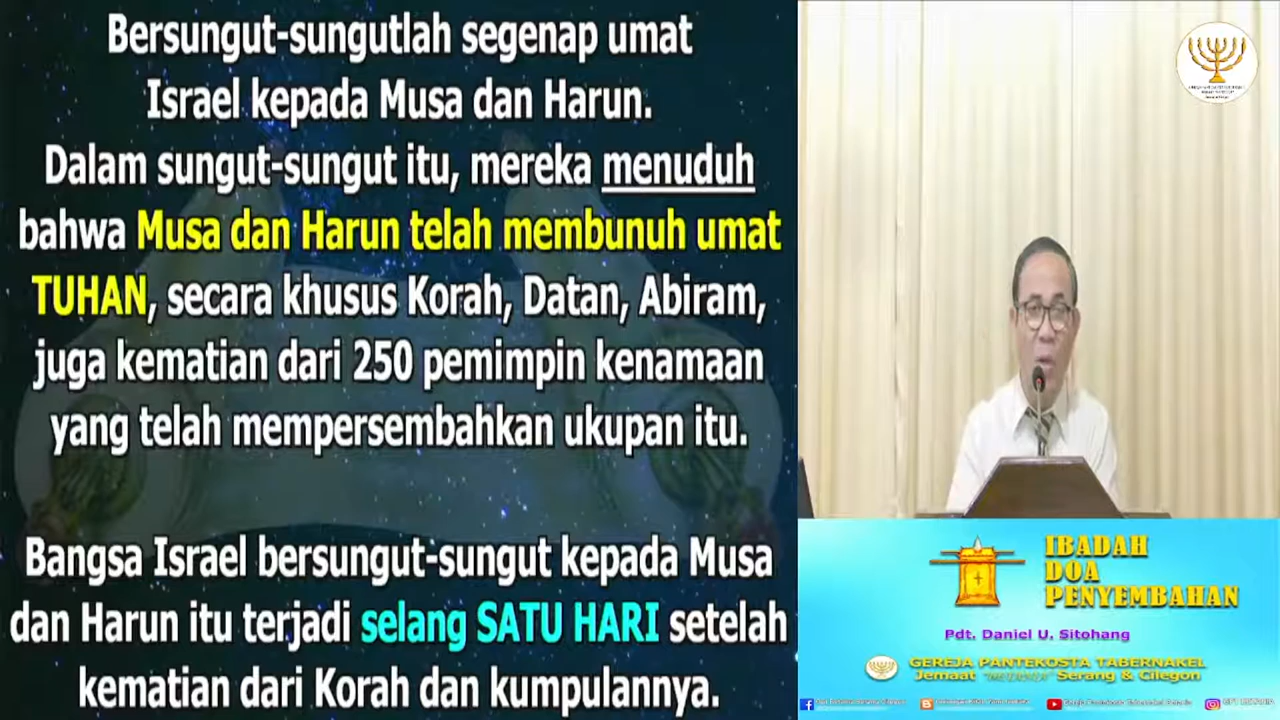 Bersungut-sungutlah segenap umat
Israel kepada Musa dan Harun.
Dalam sungut-sungut itu, mereka menuduh
bahwa Musa dan Harun telah membunuh umat
TUHAN, secara khusus Korah, Datan, Abiram,
juga kematian dari 250 pemimpin kenamaan
yang telah mempersembahkan ukupan itu.
Bangsa Israel bersungut-sungut kepada Musa
dan Harun itu terjadi selang SATU HARI setelah
kematian dari Korah dan kumpulannya.
IBADAH
DOA
PENYEMBAHAN
Pdt. Daniel U. Sitohang
GEREJA PANTEKOSTA TABERNAKEL
Jemaat "BETANIA" Serang & Cilegon